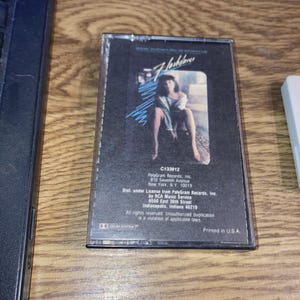 Flashdance
C133912
PolyGram Records, Inc.
810 Seventh Avenue
New York, N.Y. 10019
Dist. under License from PolyGram Records, Inc.
by RCA Music Service
6550 East 30th Street
Indianapolis, Indiana 46219
All rights reserved. Unauthorized duplication
is a violation of applicable laws.
Printed in U.S.A.